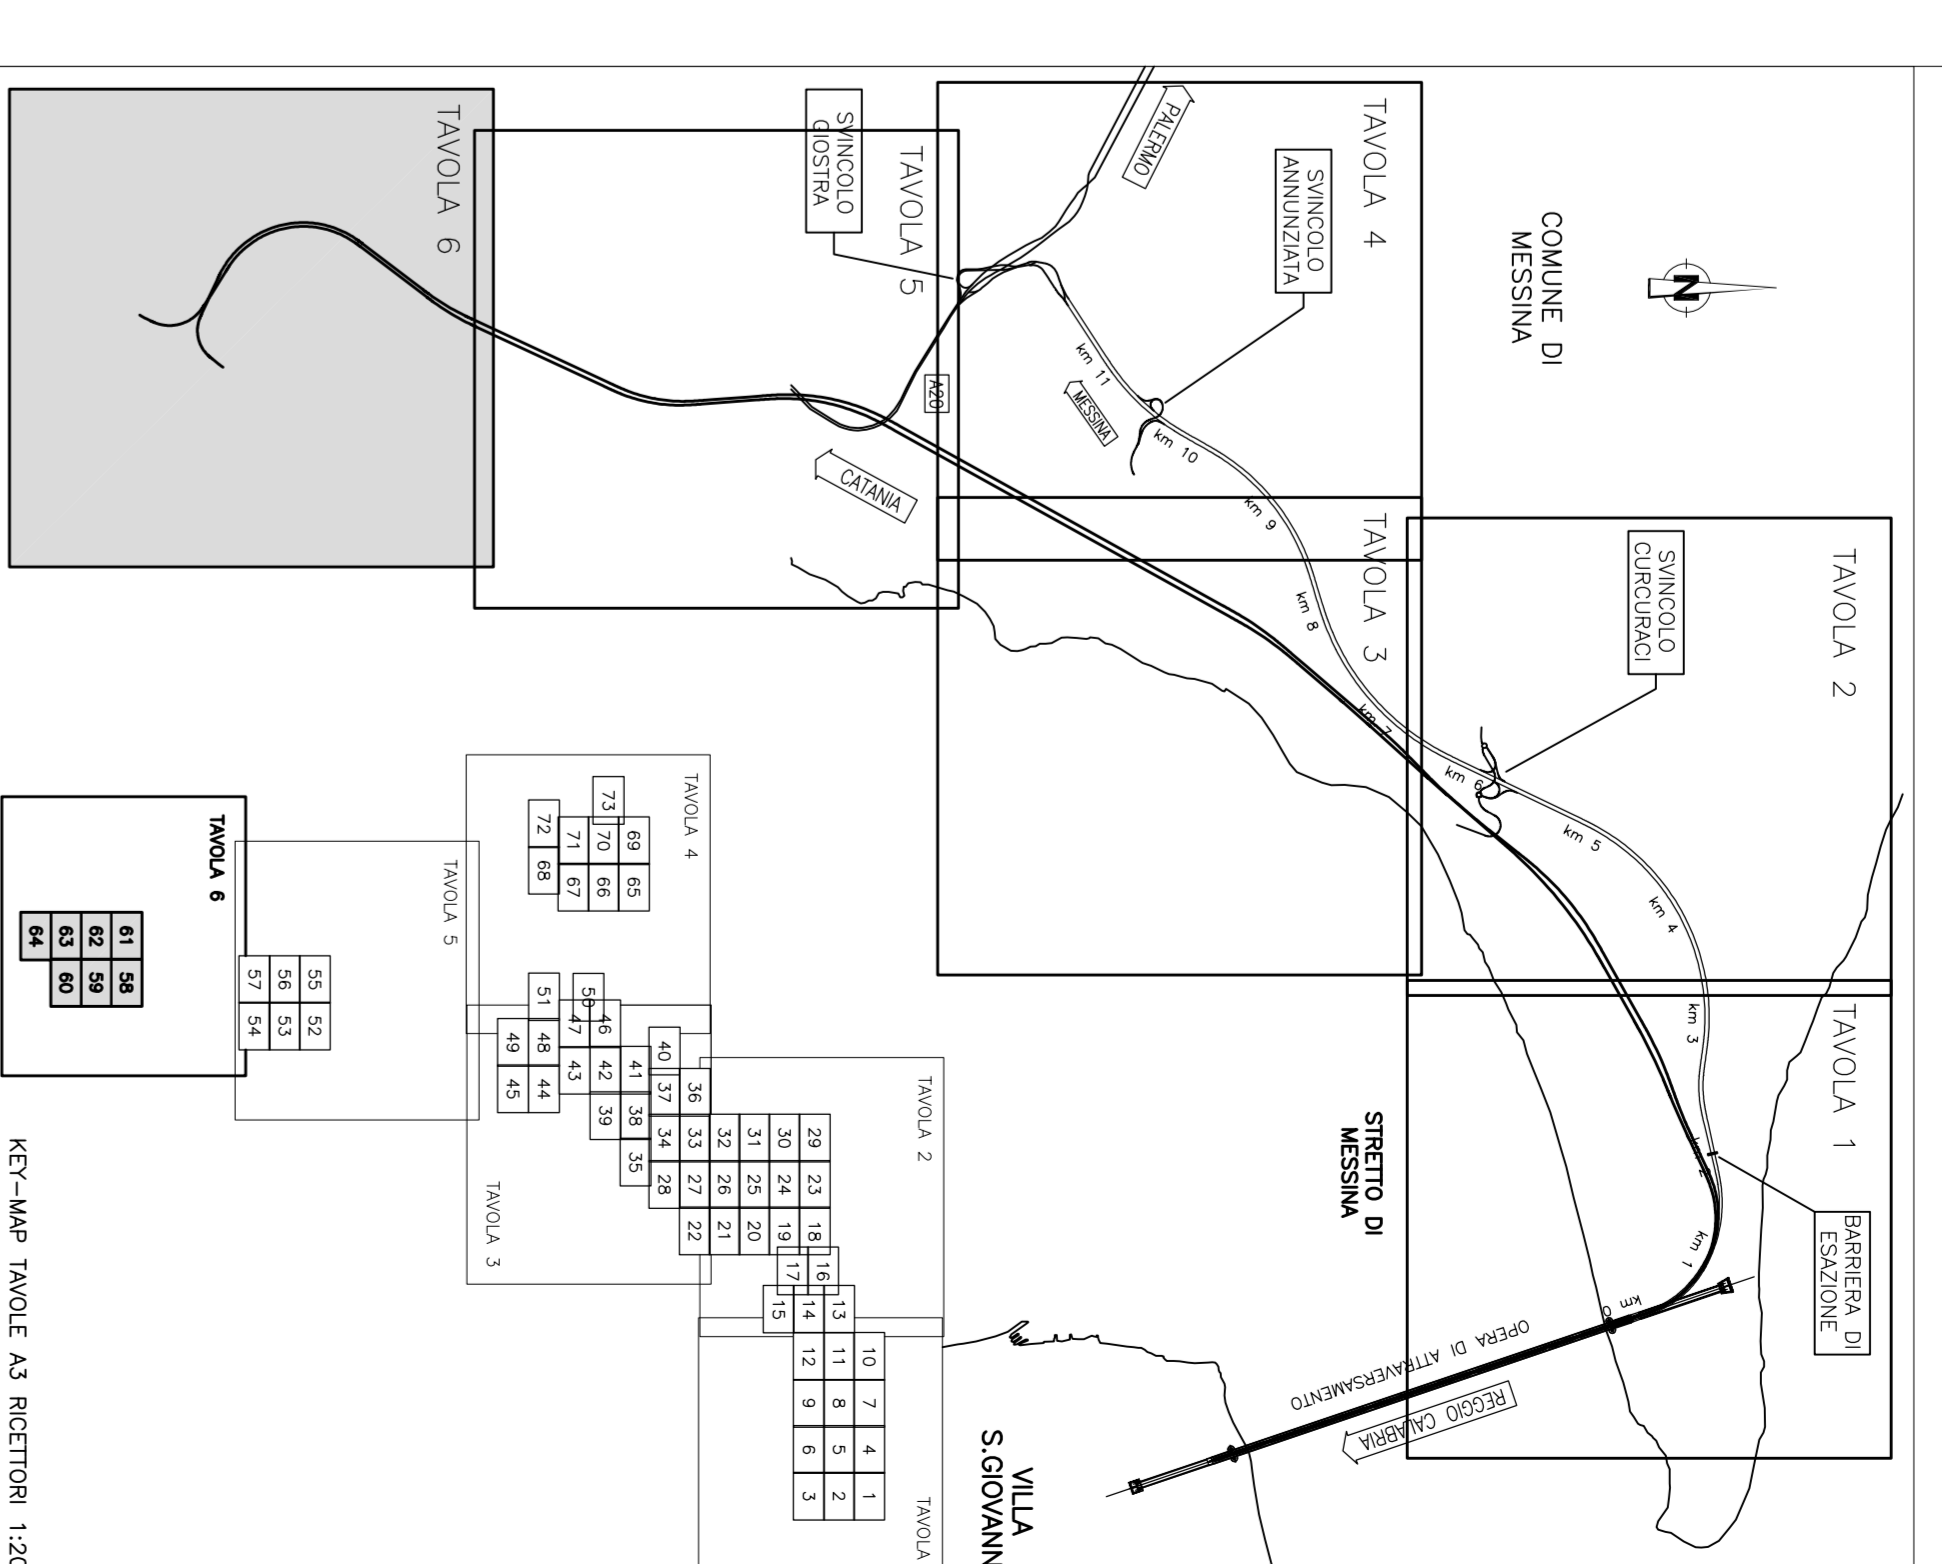 COMUNE DI
MESSINA
N
TAVOLA 6
TAVOLA 5
TAVOLA 4
TAVOLA 3
TAVOLA 2
TAVOLA 1
SVINCOLO
GIOSTRA
SVINCOLO
ANNUNZIATA
SVINCOLO
CURCURACI
BARRIERA DI
ESAZIONE
PALERMO
MESSINA
CATANIA
A20
REGGIO CALABRIA
OPERA DI ATTRAVERSAMENTO
km 0
km 1
km 2
km 3
km 4
km 5
km 6
km 7
km 8
km 9
km 10
km 11
STRETTO DI
MESSINA
VILLA
S.GIOVANN
TAVOLA 2
29 23 18
30 24 19
31 25 20
32 26 21
36 33 27 22
40 37 34 28
41 38 35
16
17
13
14
15
TAVOLA
10 7 4 1
11 8 5 2
12 9 6 3
TAVOLA 4
73
69 65
70 66
71 67
72 68
TAVOLA 3
50
46 42 39
47 43
51 48 44
49 45
TAVOLA 5
55 52
56 53
57 54
TAVOLA 6
61 58
62 59
63 60
64
KEY-MAP TAVOLE A3 RICETTORI 1:20